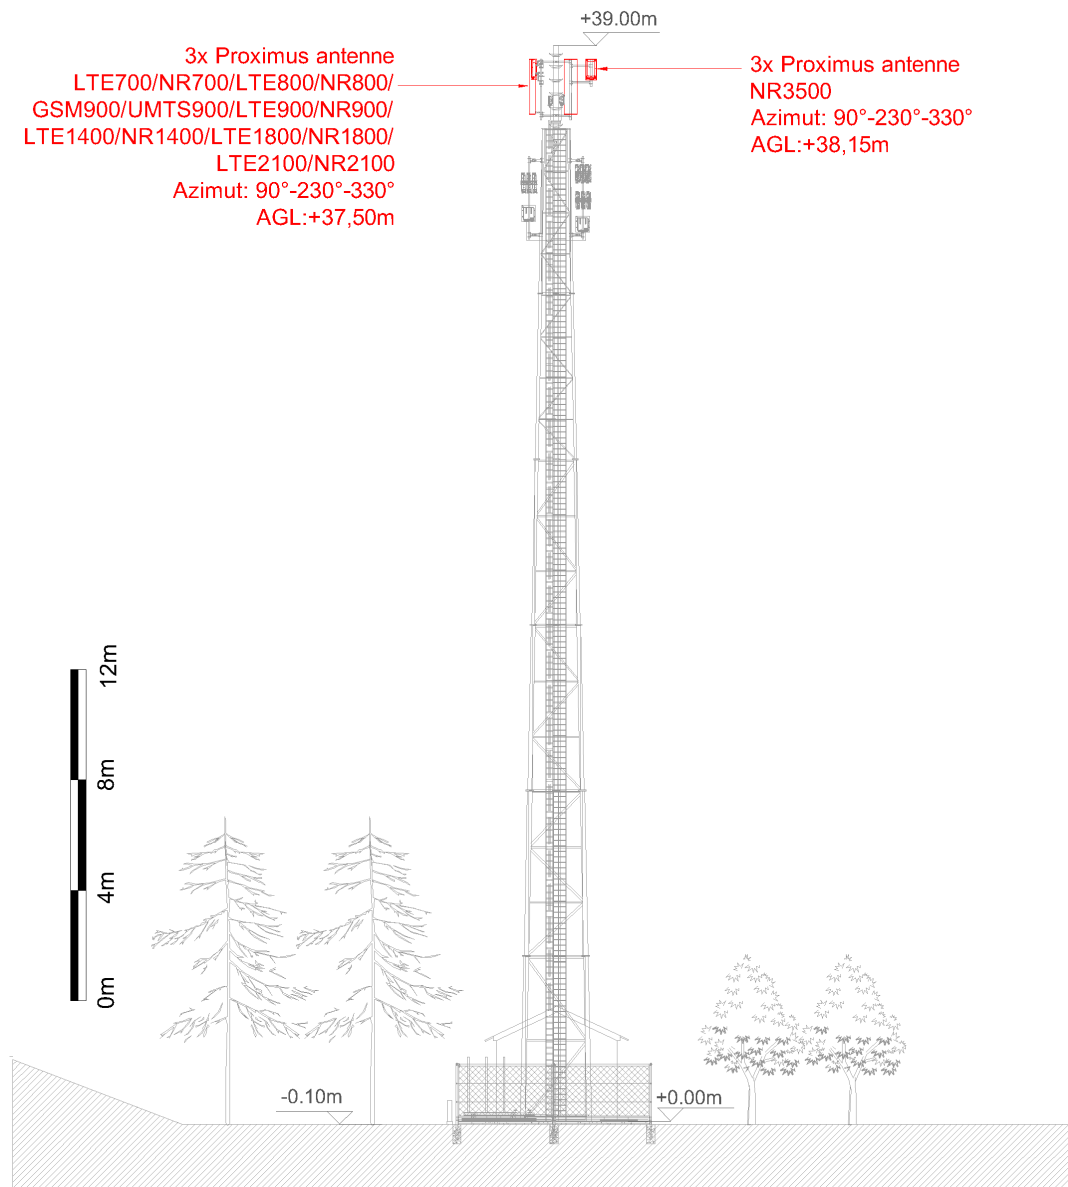 +39.00m
3x Proximus antenne
LTE700/NR700/LTE800/NR800/
GSM900/UMTS900/LTE900/NR900/
LTE1400/NR1400/LTE1800/NR1800/
LTE2100/NR2100
Azimut: 90°-230°-330°
AGL:+37,50m
3x Proximus antenne
NR3500
Azimut: 90°-230°-330°
AGL:+38,15m
12m
8m
4m
0m
-0.10m
+0.00m